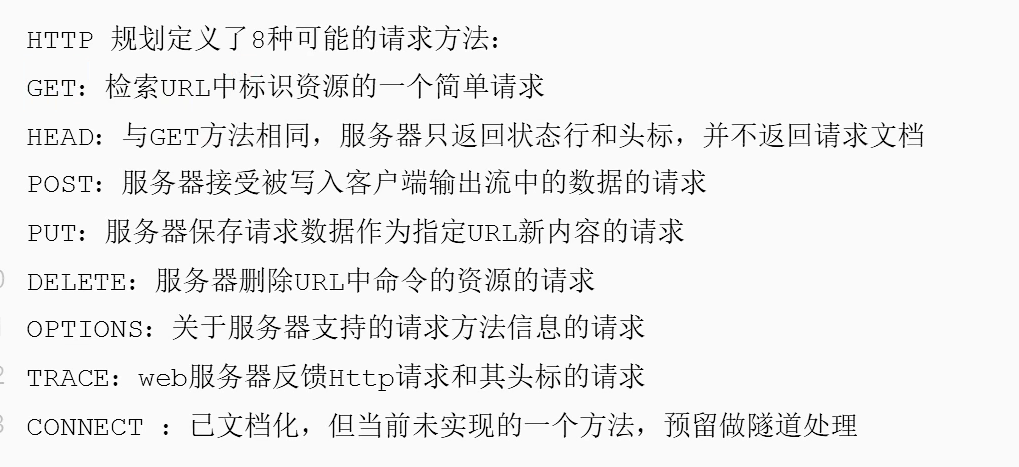 HTTP 规划定义了8种可能的请求方法：
GET：检索URL中标识资源的一个简单请求
HEAD：与GET方法相同，服务器只返回状态行和头标，并不返回请求文档
POST：服务器接受被写入客户端输出流中的数据的请求
PUT：服务器保存请求数据作为指定URL新内容的请求
DELETE：服务器删除URL中命令的资源的请求
OPTIONS：关于服务器支持的请求方法信息的请求
TRACE：web服务器反馈Http请求和其头标的请求
CONNECT ：已文档化，但当前未实现的一个方法，预留做隧道处理